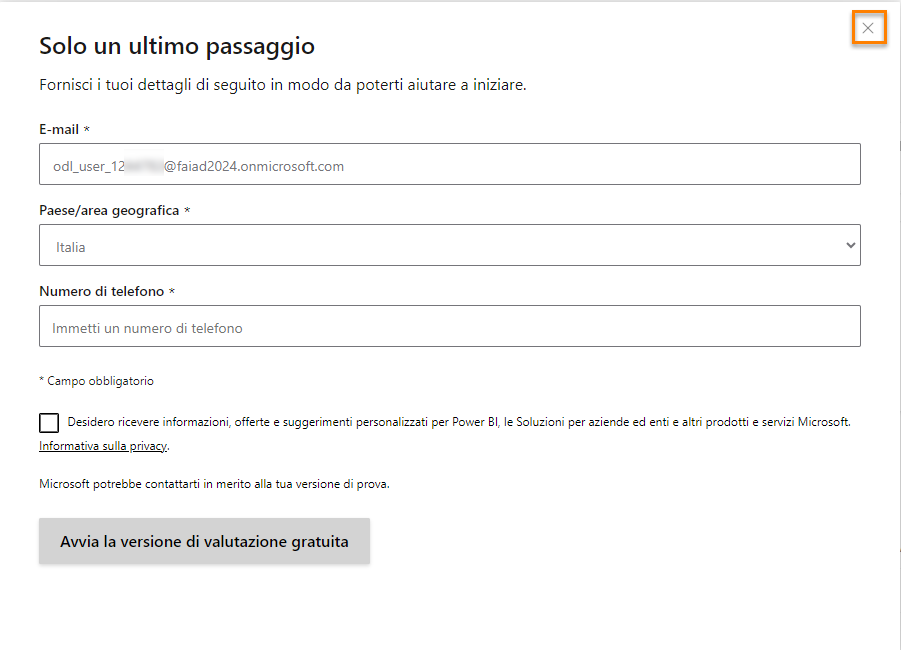 Solo un ultimo passaggio
Fornisci i tuoi dettagli di seguito in modo da poterti aiutare a iniziare.
E-mail *
odl_user_12 @faiad2024.onmicrosoft.com
Paese/area geografica *
Italia
Numero di telefono *
Immetti un numero di telefono
* Campo obbligatorio
Desidero ricevere informazioni, offerte e suggerimenti personalizzati per Power BI, le Soluzioni per aziende ed enti e altri prodotti e servizi Microsoft.
Informativa sulla privacy.
Microsoft potrebbe contattarti in merito alla tua versione di prova.
Avvia la versione di valutazione gratuita